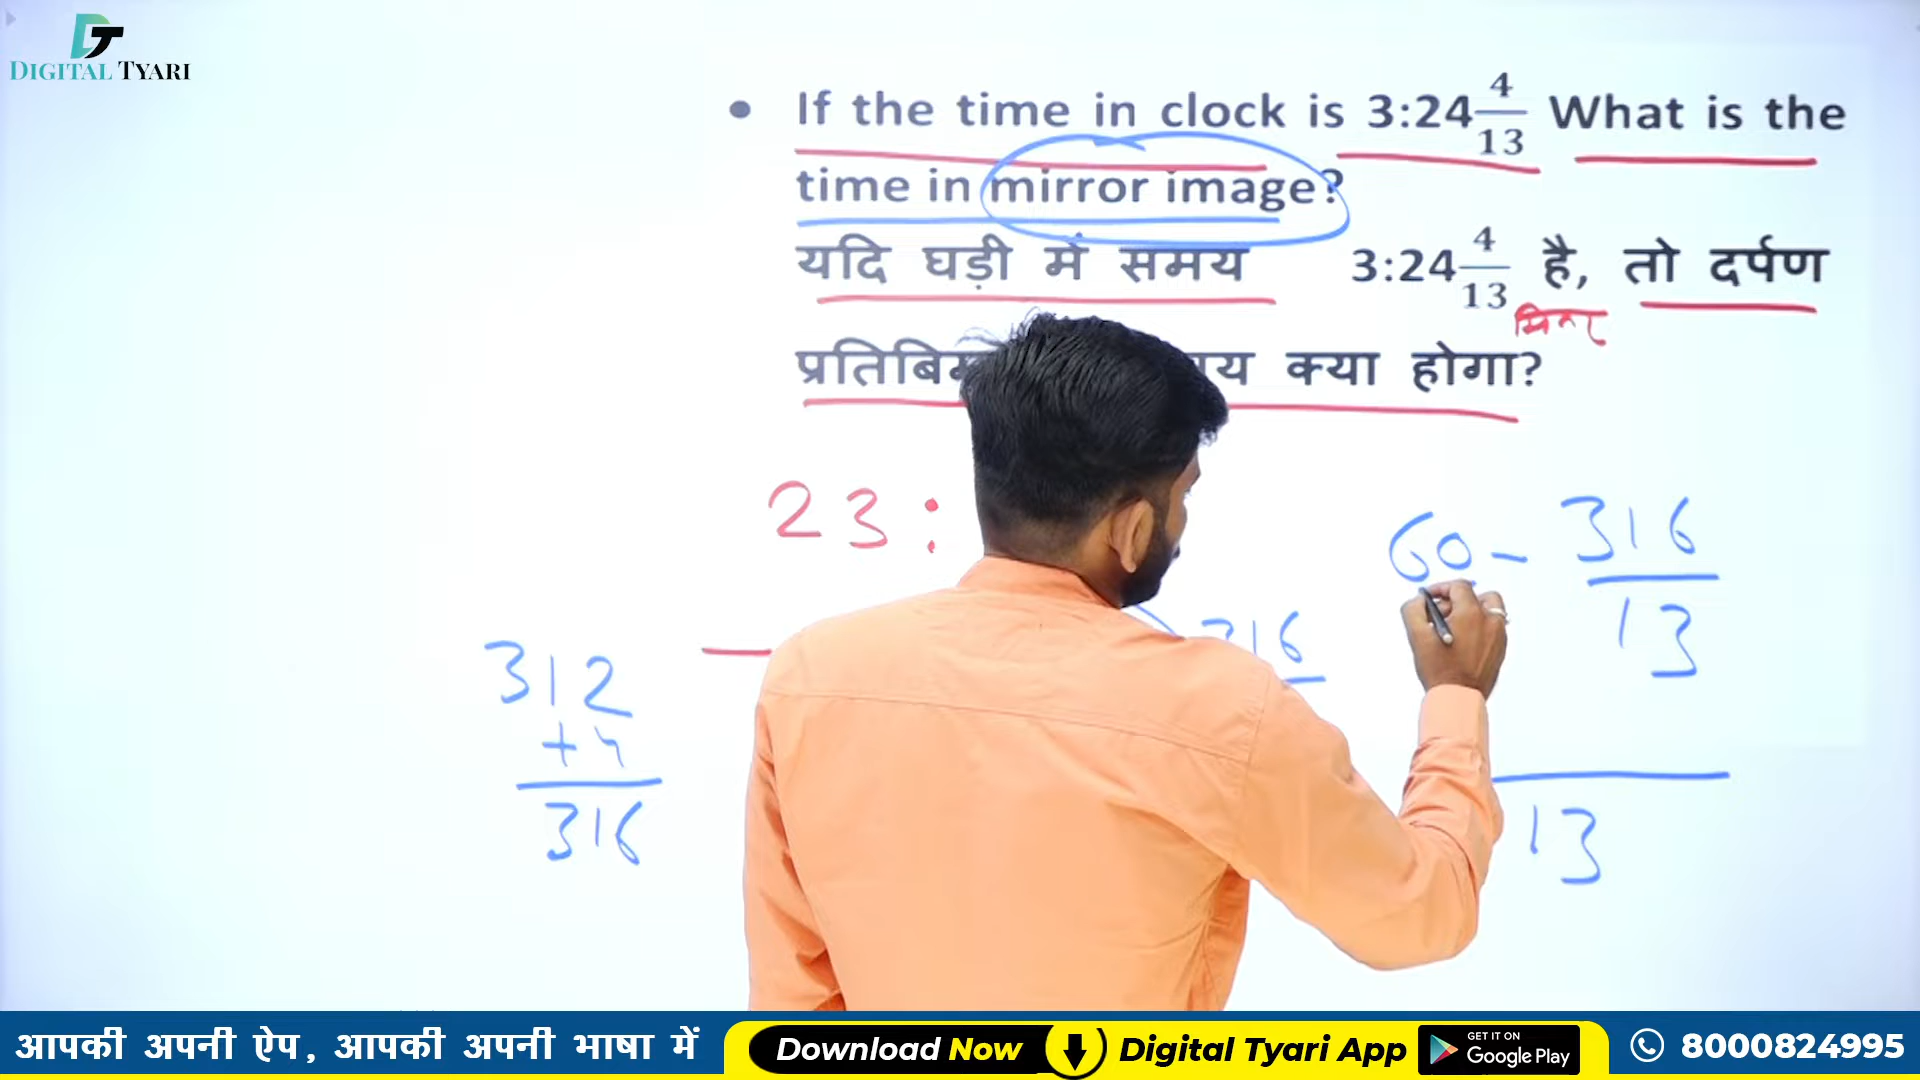 DT
DIGITAL TYARI
• If the time in clock is 3:24 4/13 What is the
time in mirror image?
यदि घड़ी में समय 3:24 4/13 है, तो दर्पण
प्रतिबिम य क्या होगा?
23:
60 - 316/13
316
13
312
+4
316
आपकी अपनी ऐप, आपकी अपनी भाषा में
Download Now
Digital Tyari App
GET IT ON
Google Play
8000824995